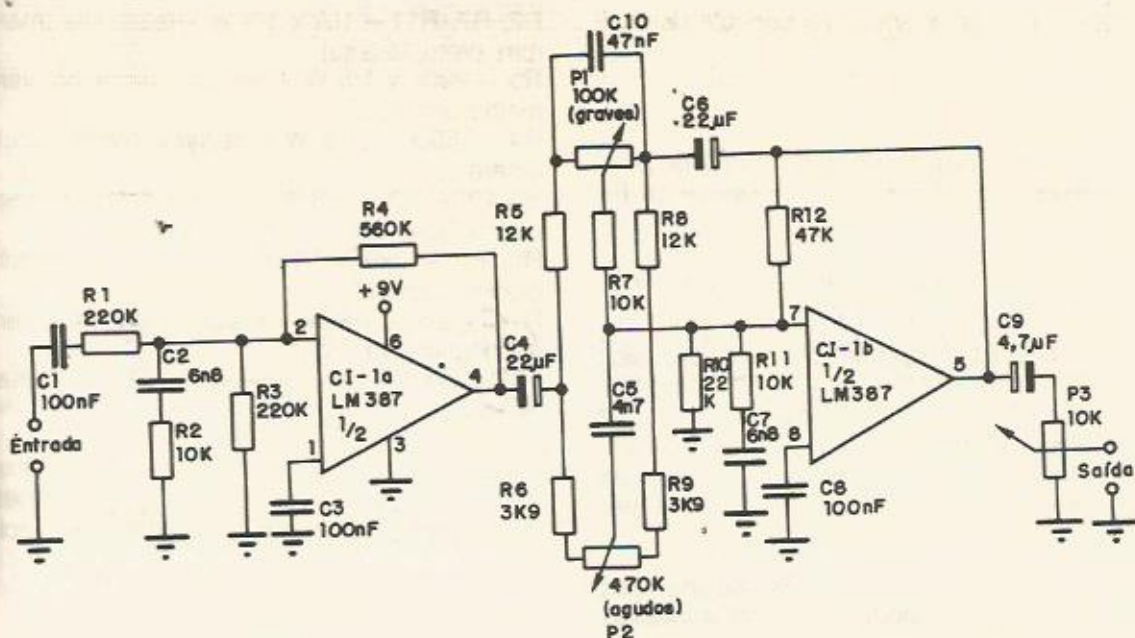 C10
47nF
P1
100K
(graves)
C6
22µF
R4
560K
R5
12K
R8
12K
R12
47K
+9V
R1
220K
R7
10K
C1
100nF
C2
6n8
R3
220K
2
6
CI-1a
LM387
1/2
4
1
3
C4
22µF
R2
10K
Entrada
C3
100nF
C5
4n7
R10
22
K
R11
10K
C7
6n8
7
CI-1b
1/2
LM387
5
8
C9
4,7µF
P3
10K
Saída
R6
3K9
R9
3K9
C8
100nF
470K
(agudos)
P2